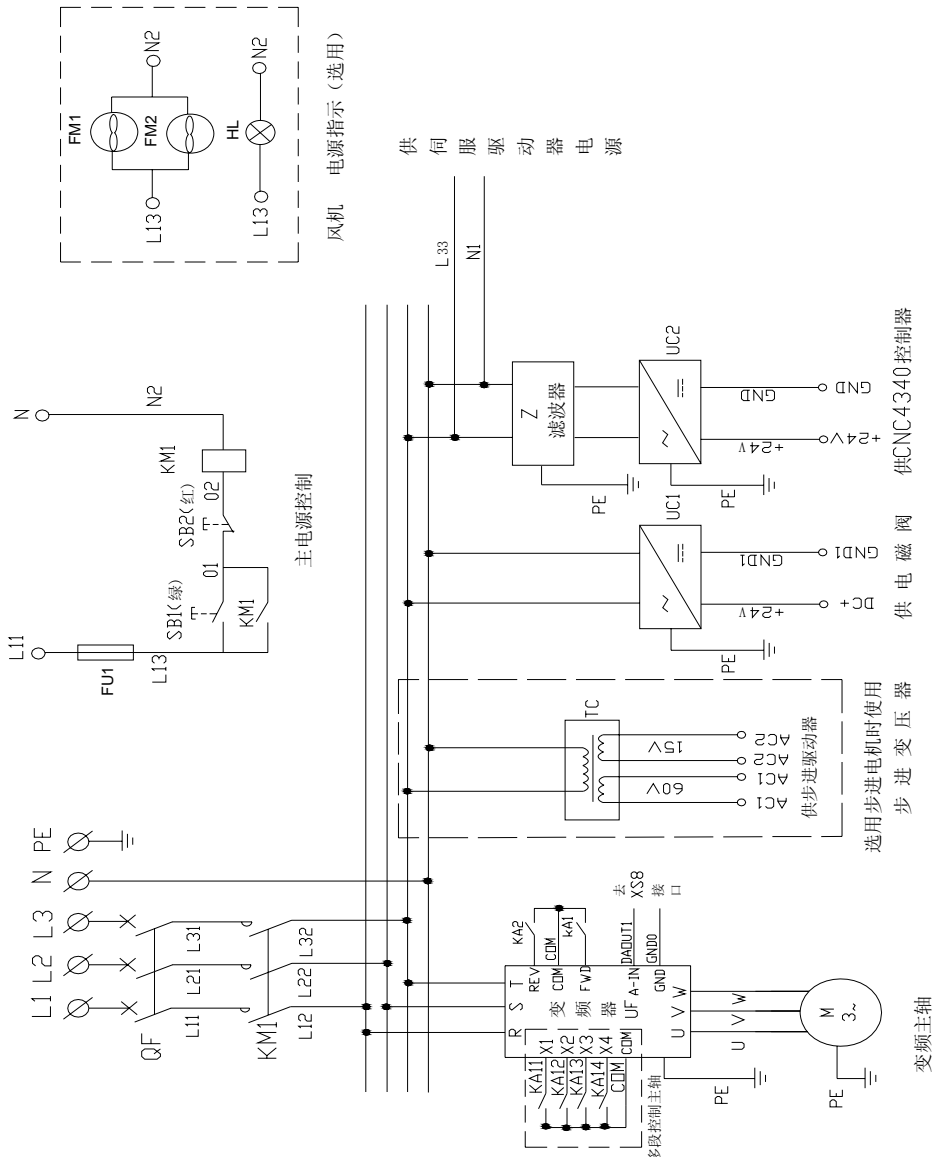 FM1
FM2
N2
L13
HL
N2
L13
风机 电源指示（选用）
L11
FU1
L13
SB1(绿)
KM1
01
SB2(红)
02
KM1
N2
N
主电源控制
L1
L2
L3
N
PE
QF
L11
L21
L31
KM1
L12
L22
L32
供伺服驱动器电源
L33
N1
Z
滤波器
PE
UC2
~
PE
+24V
GND
+24V
GND
供CNC4340控制器
UC1
~
PE
+24V
GND1
DC+
GND1
供电磁阀
TC
60V
15V
AC1
AC1
AC2
AC2
供步进驱动器
选用步进电机时使用
步进变压器
R
S
T
REV
COM
FWD
KA2
COM
kA1
变频器
UF
A-IN
GND
DAOUT1
GND0
去
XS8
接口
X1
X2
X3
X4
COM
KA11
KA12
KA13
KA14
COM
多段控制主轴
U
V
W
U
V
W
PE
M
3~
PE
变频主轴